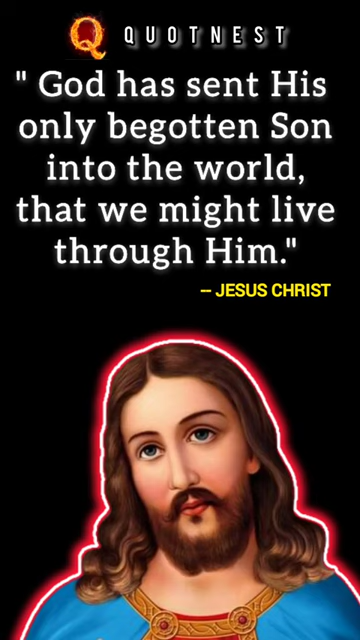 Q QUOTNEST
" God has sent His
only begotten Son
into the world,
that we might live
through Him."
-- JESUS CHRIST